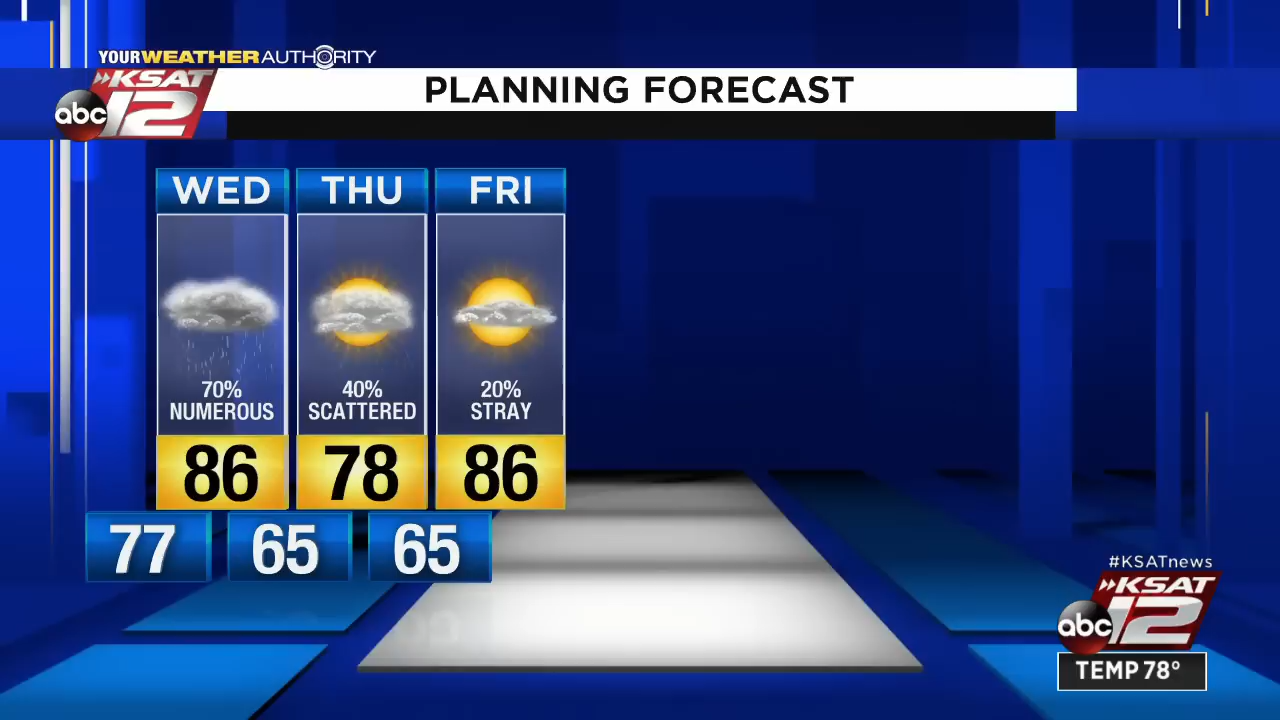 YOURWEATHERAUTHORITY
KSAT
abc 12
PLANNING FORECAST
WED THU FRI
70% 40% 20%
NUMEROUS SCATTERED STRAY
86 78 86
77 65 65
#KSATnews
KSAT
abc 12
TEMP 78°